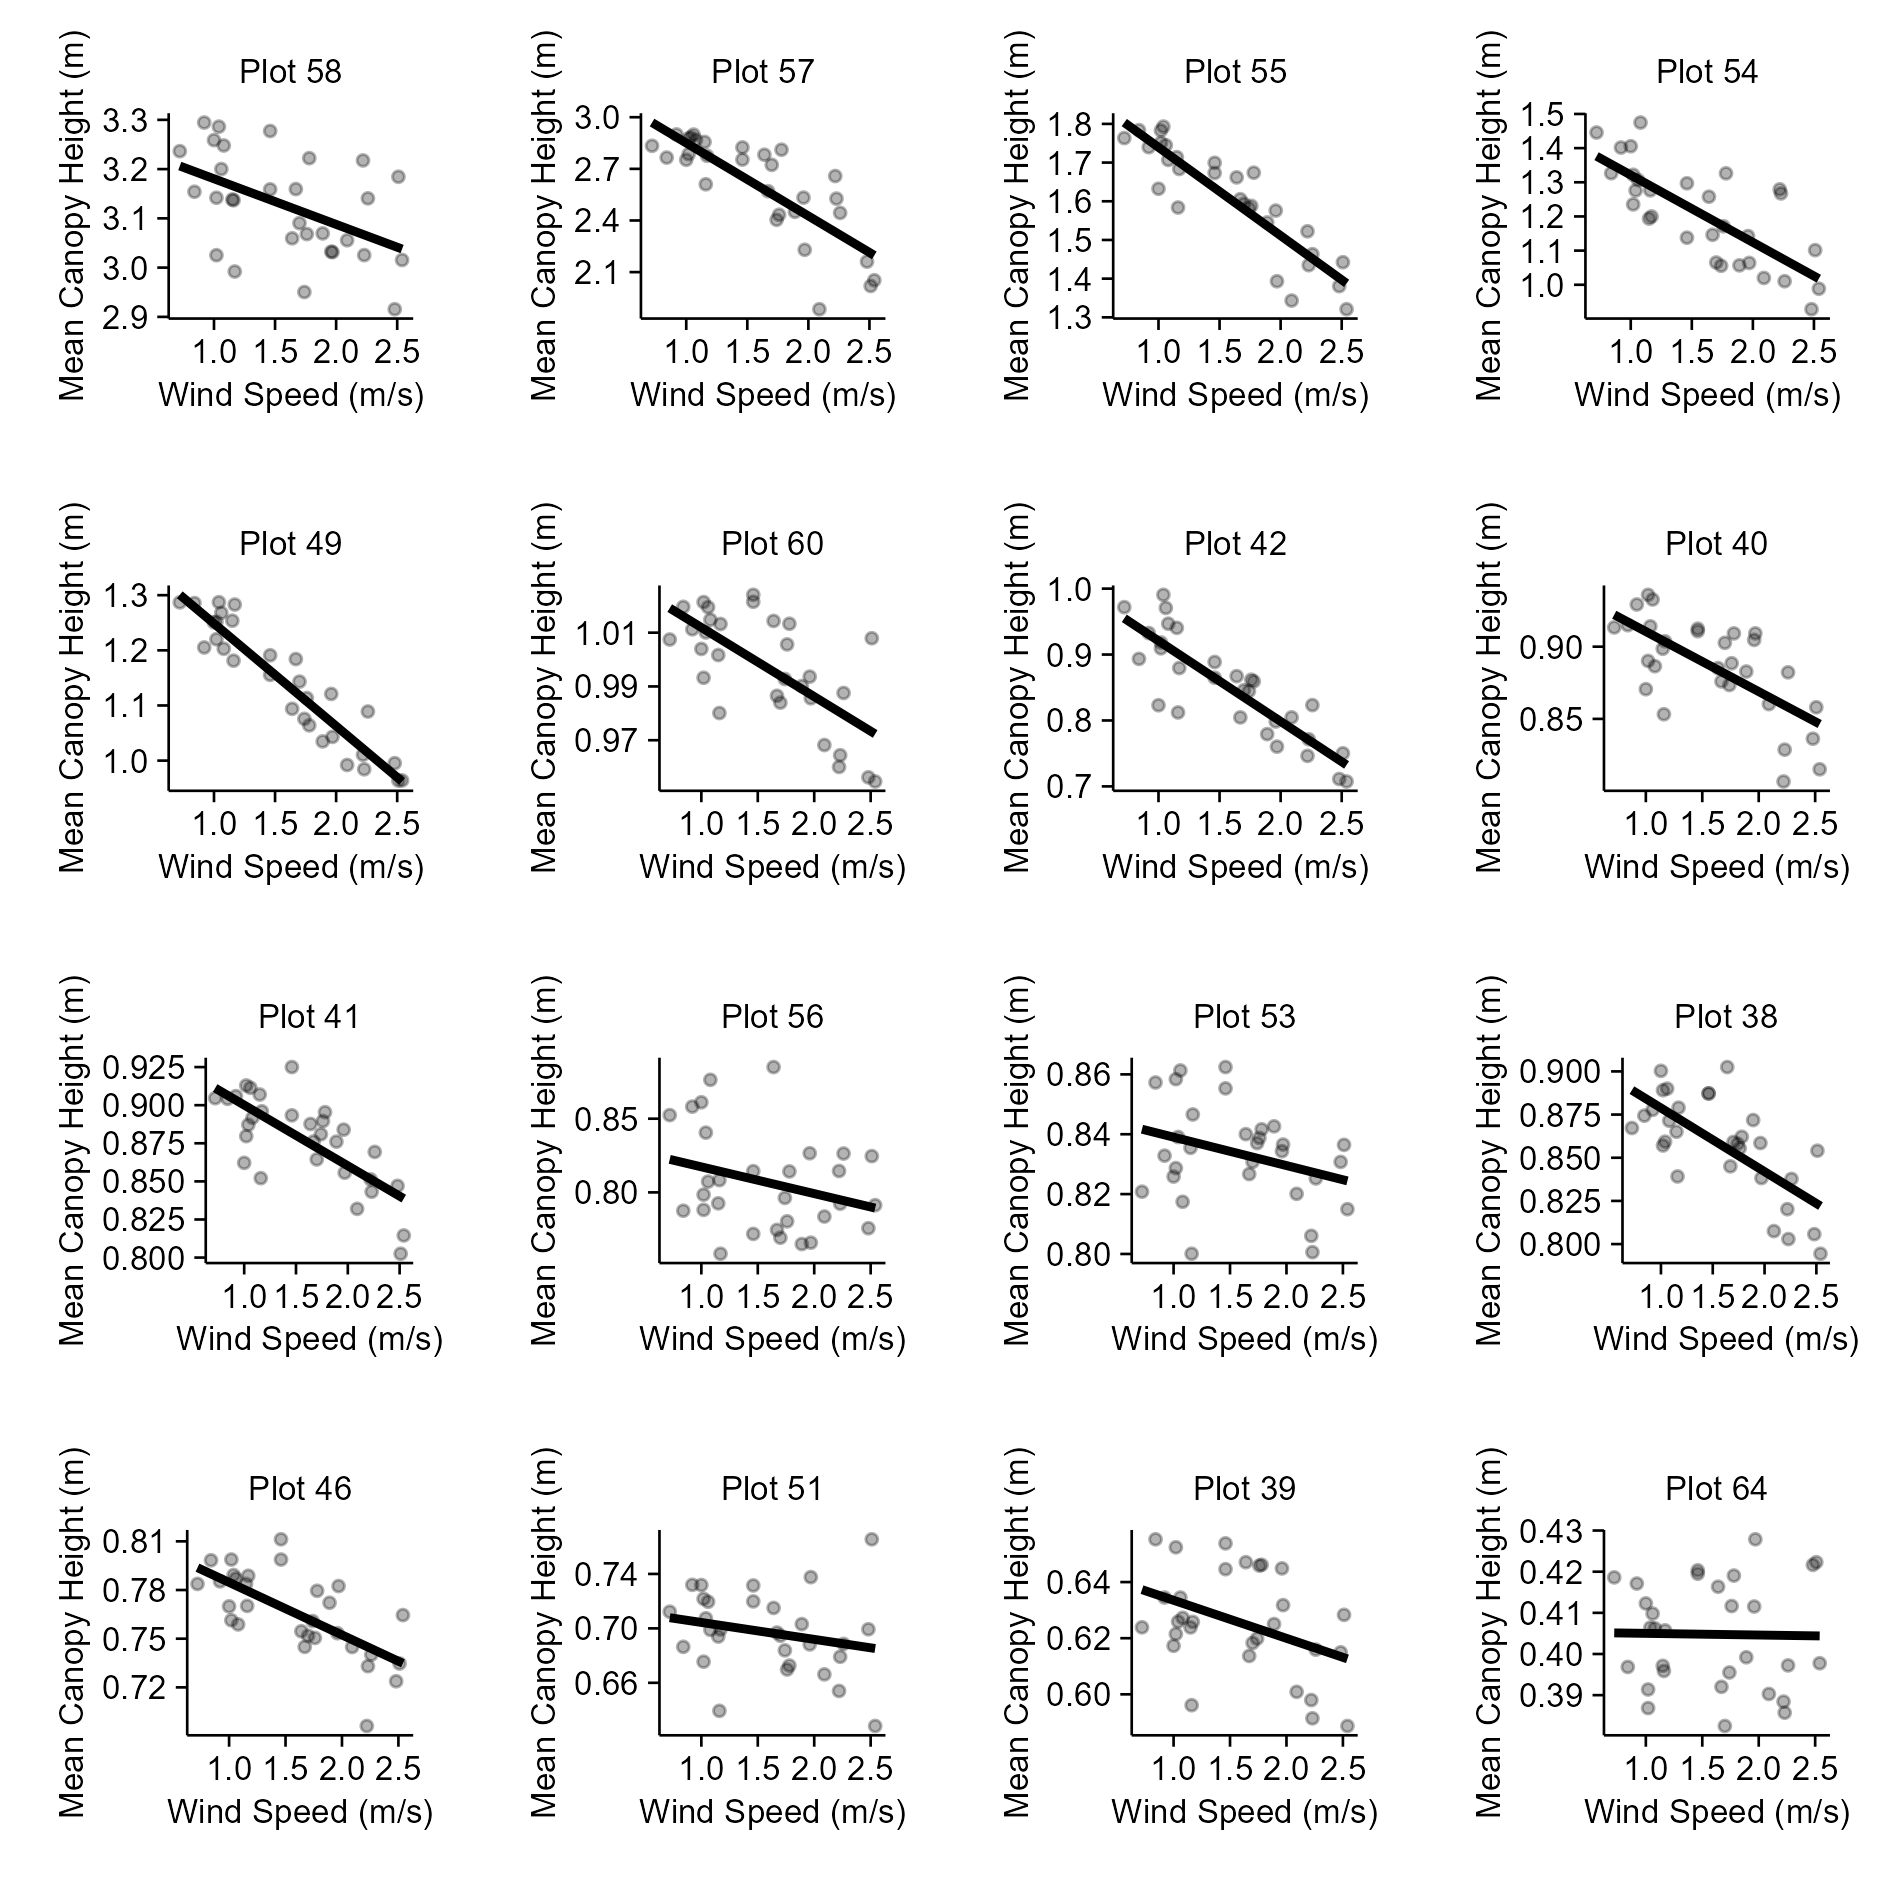 Plot 58
Mean Canopy Height (m)
3.3
3.2
3.1
3.0
2.9
1.0 1.5 2.0 2.5
Wind Speed (m/s)
Plot 57
Mean Canopy Height (m)
3.0
2.7
2.4
2.1
1.0 1.5 2.0 2.5
Wind Speed (m/s)
Plot 55
Mean Canopy Height (m)
1.8
1.7
1.6
1.5
1.4
1.3
1.0 1.5 2.0 2.5
Wind Speed (m/s)
Plot 54
Mean Canopy Height (m)
1.5
1.4
1.3
1.2
1.1
1.0
1.0 1.5 2.0 2.5
Wind Speed (m/s)
Plot 49
Mean Canopy Height (m)
1.3
1.2
1.1
1.0
1.0 1.5 2.0 2.5
Wind Speed (m/s)
Plot 60
Mean Canopy Height (m)
1.01
0.99
0.97
1.0 1.5 2.0 2.5
Wind Speed (m/s)
Plot 42
Mean Canopy Height (m)
1.0
0.9
0.8
0.7
1.0 1.5 2.0 2.5
Wind Speed (m/s)
Plot 40
Mean Canopy Height (m)
0.90
0.85
1.0 1.5 2.0 2.5
Wind Speed (m/s)
Plot 41
Mean Canopy Height (m)
0.925
0.900
0.875
0.850
0.825
0.800
1.0 1.5 2.0 2.5
Wind Speed (m/s)
Plot 56
Mean Canopy Height (m)
0.85
0.80
1.0 1.5 2.0 2.5
Wind Speed (m/s)
Plot 53
Mean Canopy Height (m)
0.86
0.84
0.82
0.80
1.0 1.5 2.0 2.5
Wind Speed (m/s)
Plot 38
Mean Canopy Height (m)
0.900
0.875
0.850
0.825
0.800
1.0 1.5 2.0 2.5
Wind Speed (m/s)
Plot 46
Mean Canopy Height (m)
0.81
0.78
0.75
0.72
1.0 1.5 2.0 2.5
Wind Speed (m/s)
Plot 51
Mean Canopy Height (m)
0.74
0.70
0.66
1.0 1.5 2.0 2.5
Wind Speed (m/s)
Plot 39
Mean Canopy Height (m)
0.64
0.62
0.60
1.0 1.5 2.0 2.5
Wind Speed (m/s)
Plot 64
Mean Canopy Height (m)
0.43
0.42
0.41
0.40
0.39
1.0 1.5 2.0 2.5
Wind Speed (m/s)